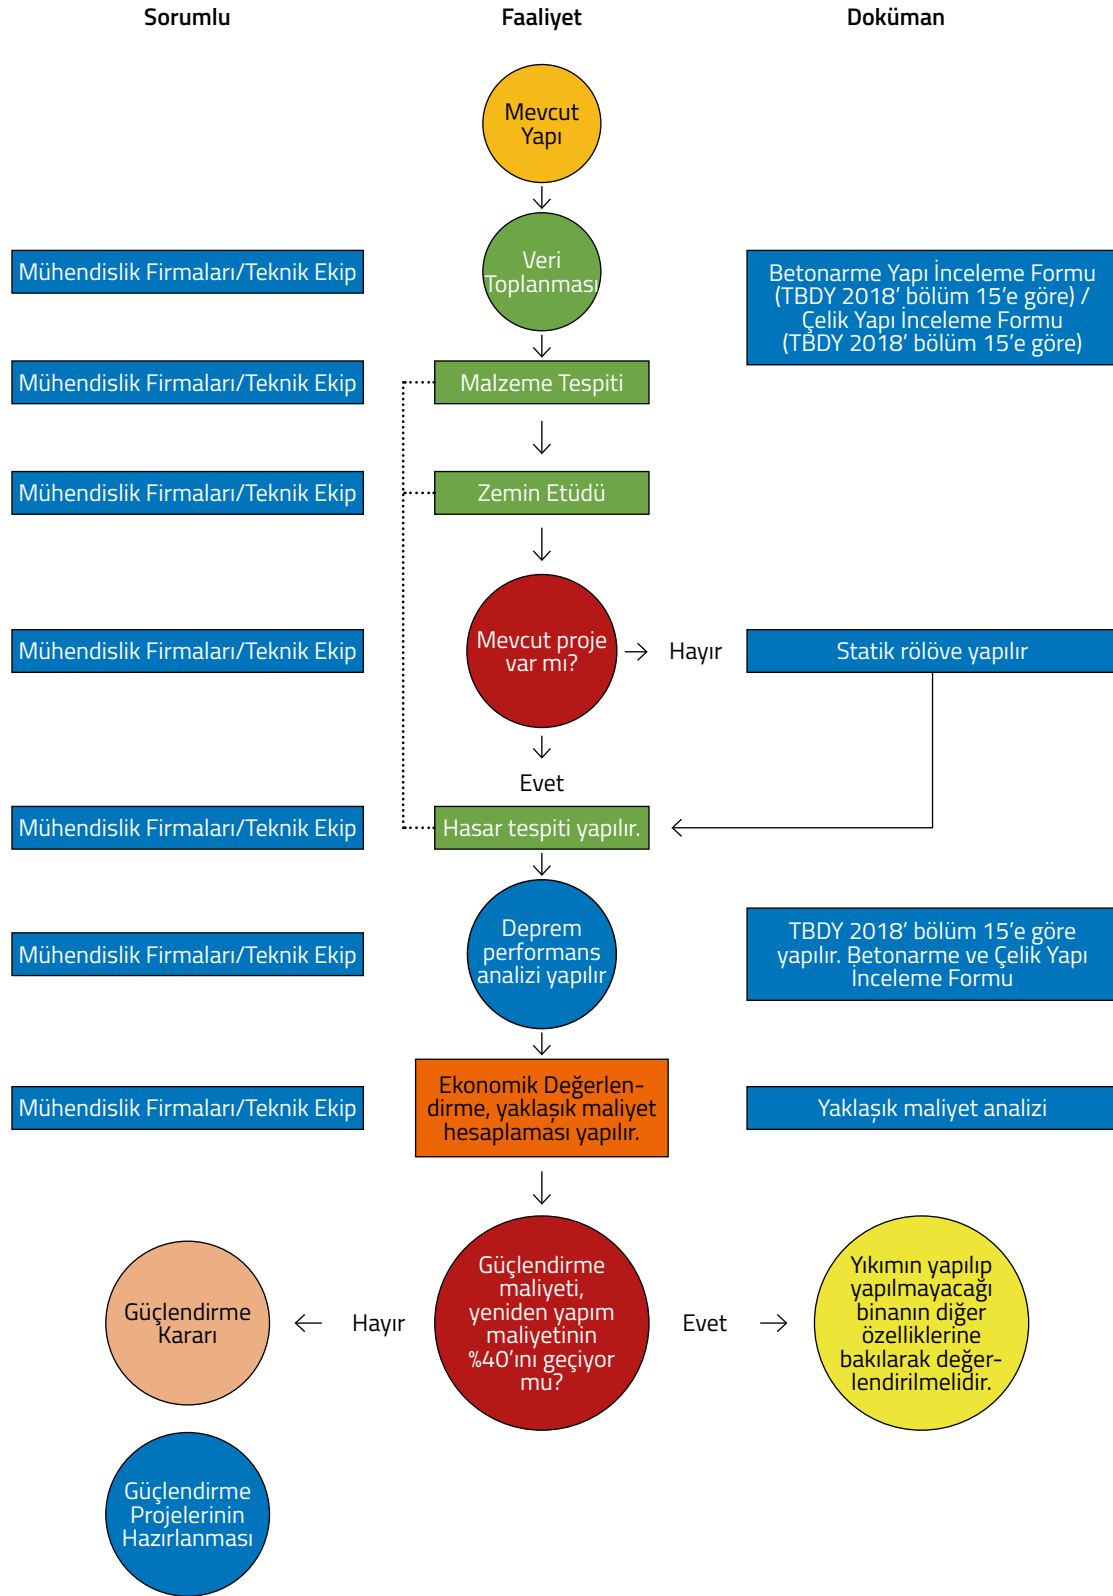 Sorumlu
Faaliyet
Doküman
Mevcut
Yapı
Mühendislik Firmaları/Teknik Ekip
Veri
Toplanması
Betonarme Yapı İnceleme Formu
(TBDY 2018’ bölüm 15’e göre) /
Çelik Yapı İnceleme Formu
(TBDY 2018’ bölüm 15’e göre)
Mühendislik Firmaları/Teknik Ekip
Malzeme Tespiti
Mühendislik Firmaları/Teknik Ekip
Zemin Etüdü
Mühendislik Firmaları/Teknik Ekip
Mevcut proje
var mı?
Hayır
Statik rölöve yapılır
Evet
Mühendislik Firmaları/Teknik Ekip
Hasar tespiti yapılır.
Mühendislik Firmaları/Teknik Ekip
Deprem
performans
analizi yapılır
TBDY 2018’ bölüm 15’e göre
yapılır. Betonarme ve Çelik Yapı
İnceleme Formu
Mühendislik Firmaları/Teknik Ekip
Ekonomik Değerlen-
dirme, yaklaşık maliyet
hesaplaması yapılır.
Yaklaşık maliyet analizi
Güçlendirme
Kararı
Hayır
Güçlendirme
maliyeti,
yeniden yapım
maliyetinin
%40’ını geçiyor
mu?
Evet
Yıkımın yapılıp
yapılmayacağı
binanın diğer
özelliklerine
bakılarak değer-
lendirilmelidir.
Güçlendirme
Projelerinin
Hazırlanması